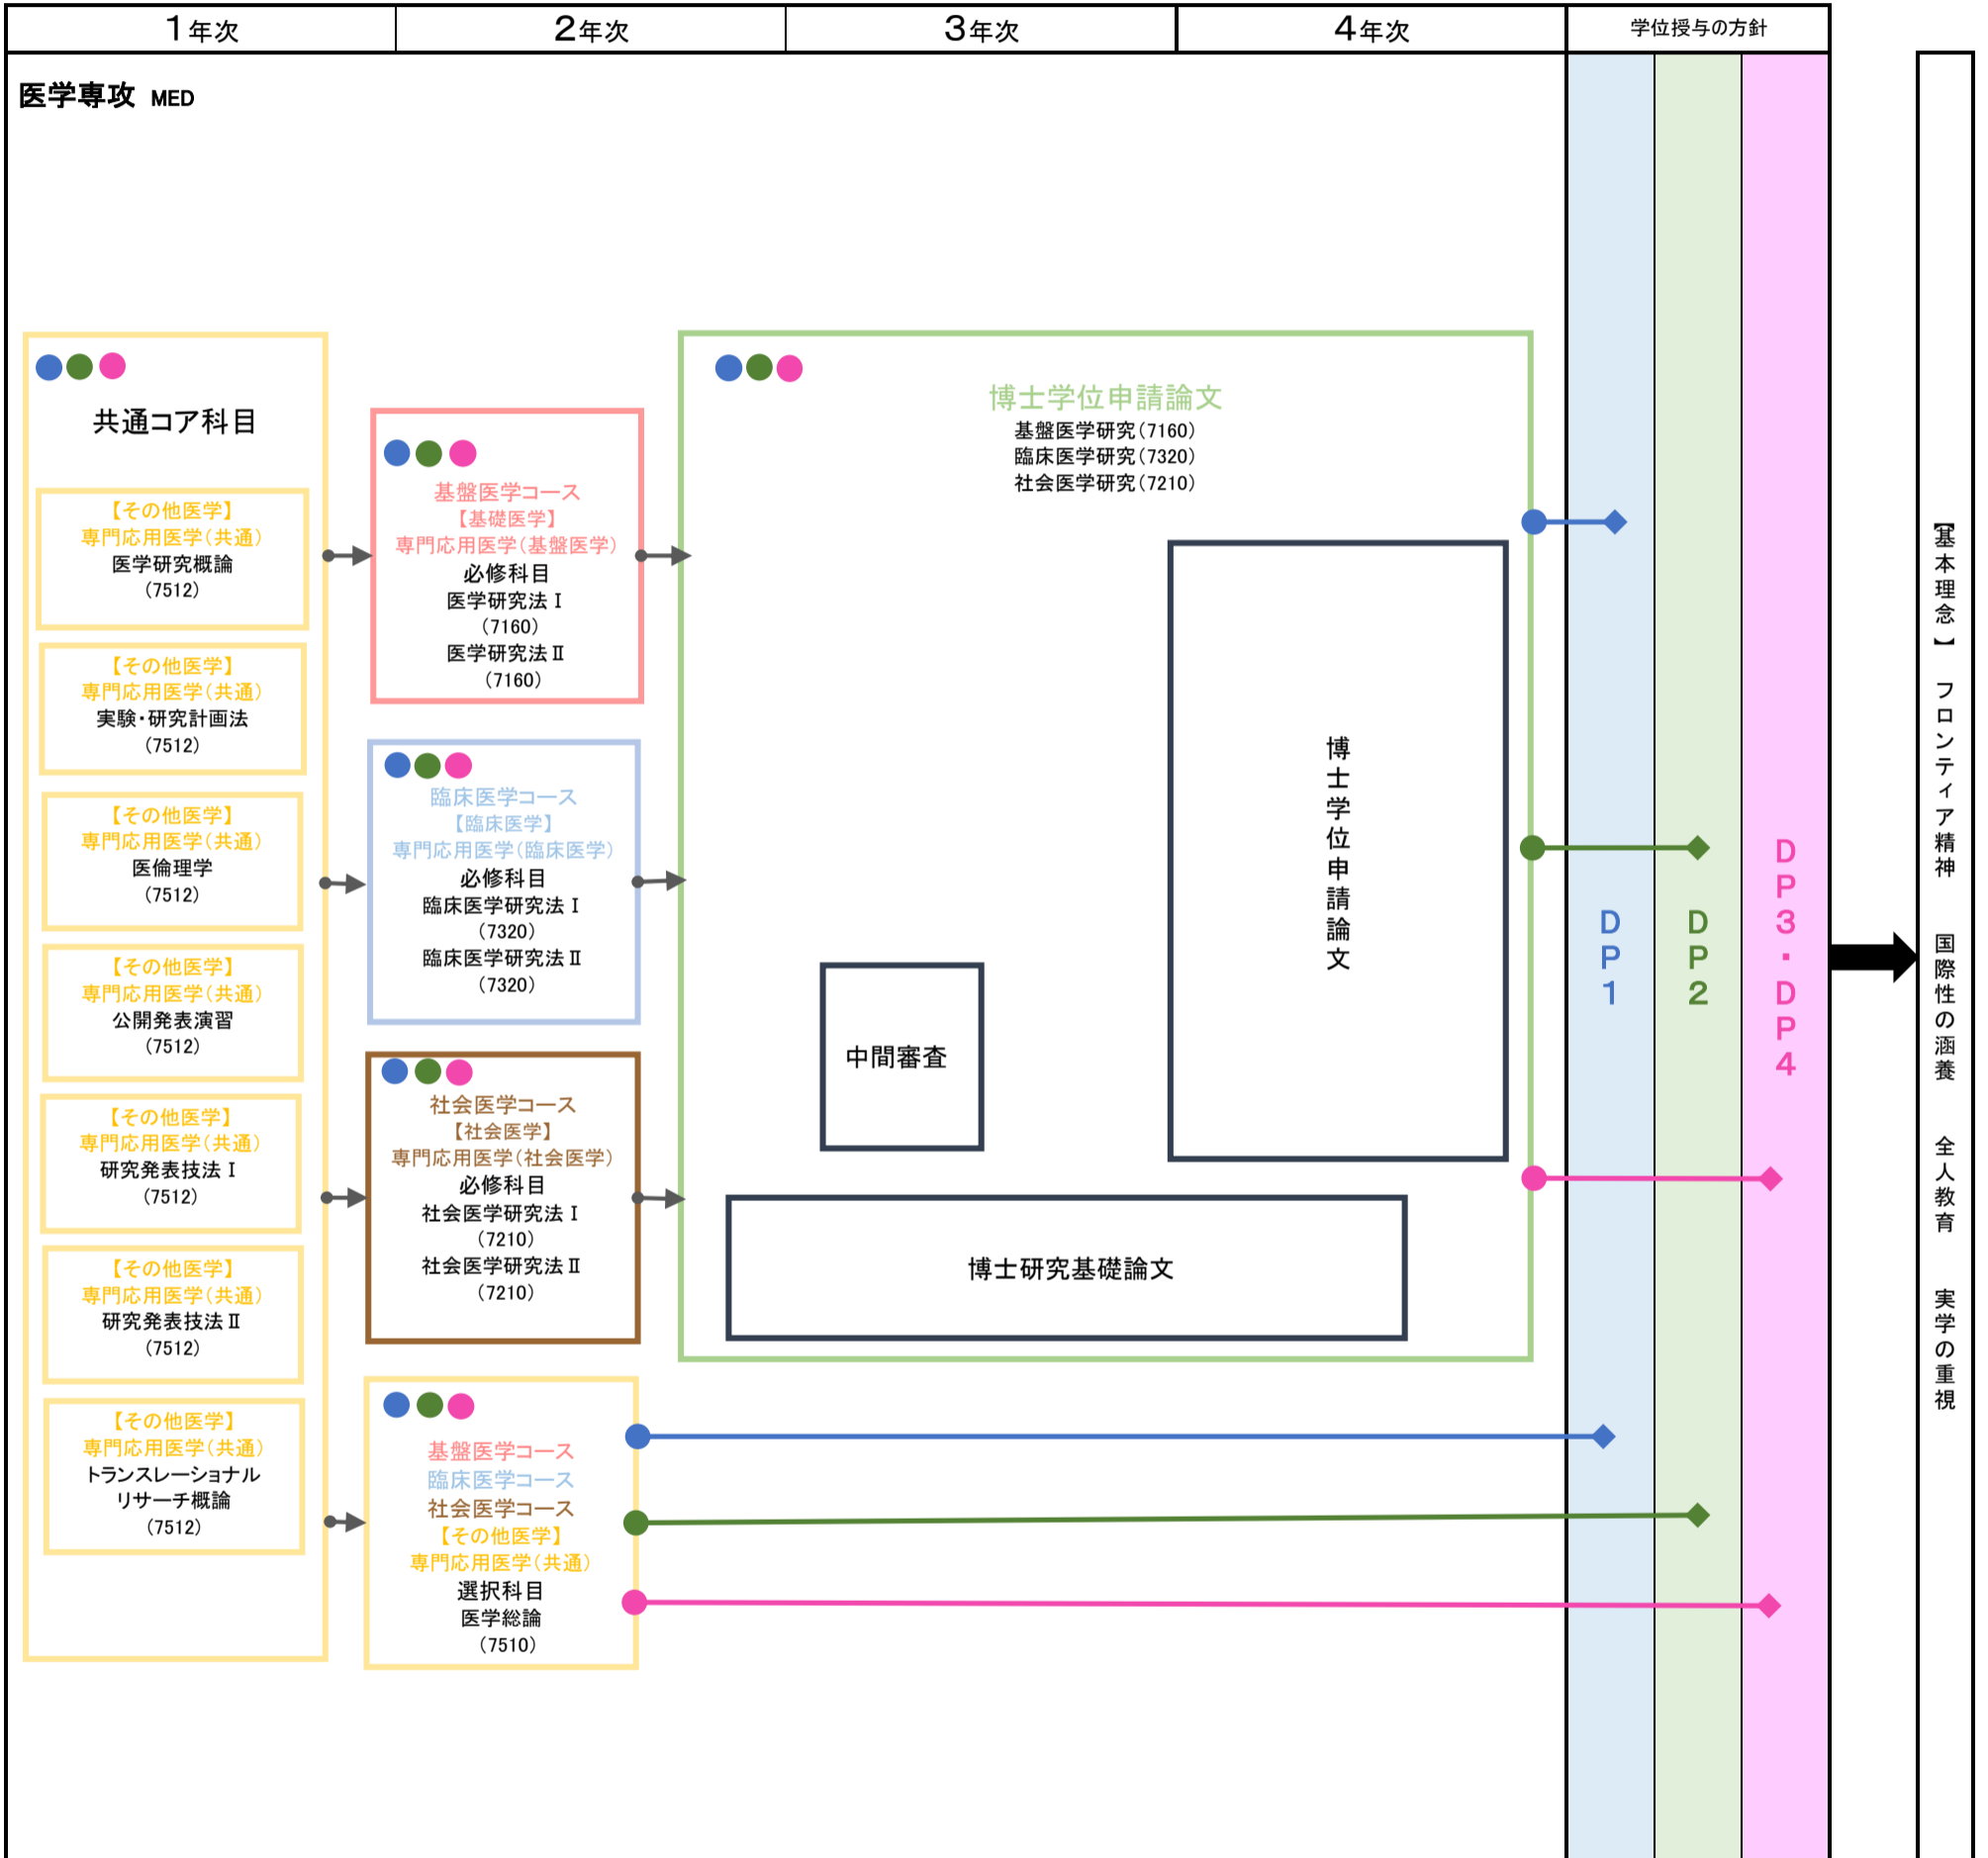 1年次
2年次
3年次
4年次
学位授与の方針
医学専攻 MED
共通コア科目
【その他医学】
専門応用医学(共通)
医学研究概論
(7512)
【その他医学】
専門応用医学(共通)
実験・研究計画法
(7512)
【その他医学】
専門応用医学(共通)
医倫理学
(7512)
【その他医学】
専門応用医学(共通)
公開発表演習
(7512)
【その他医学】
専門応用医学(共通)
研究発表技法Ⅰ
(7512)
【その他医学】
専門応用医学(共通)
研究発表技法Ⅱ
(7512)
【その他医学】
専門応用医学(共通)
トランスレーショナル
リサーチ概論
(7512)
基盤医学コース
【基礎医学】
専門応用医学(基盤医学)
必修科目
医学研究法Ⅰ
(7160)
医学研究法Ⅱ
(7160)
臨床医学コース
【臨床医学】
専門応用医学(臨床医学)
必修科目
臨床医学研究法Ⅰ
(7320)
臨床医学研究法Ⅱ
(7320)
社会医学コース
【社会医学】
専門応用医学(社会医学)
必修科目
社会医学研究法Ⅰ
(7210)
社会医学研究法Ⅱ
(7210)
基盤医学コース
臨床医学コース
社会医学コース
【その他医学】
専門応用医学(共通)
選択科目
医学総論
(7510)
博士学位申請論文
基盤医学研究(7160)
臨床医学研究(7320)
社会医学研究(7210)
中間審査
博士学位申請論文
博士研究基礎論文
DP1
DP2
DP3・DP4
【基本理念】 フロンティア精神 国際性の涵養 全人教育 実学の重視